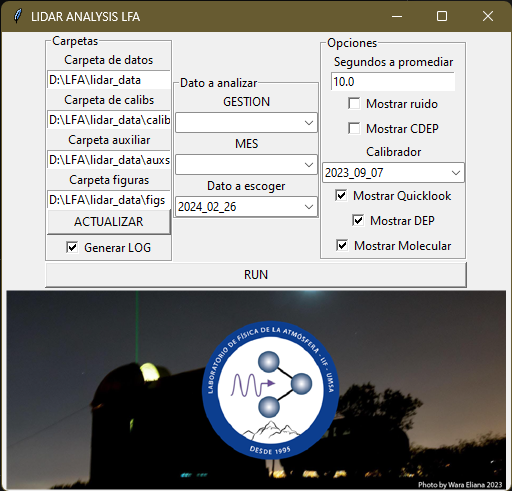 LIDAR ANALYSIS LFA
Carpetas
Carpeta de datos
D:\LFA\lidar_data
Carpeta de calibs
D:\LFA\lidar_data\calib
Carpeta auxiliar
D:\LFA\lidar_data\auxs
Carpeta figuras
D:\LFA\lidar_data\figs
ACTUALIZAR
Generar LOG
Dato a analizar
GESTION
MES
Dato a escoger
2024_02_26
Opciones
Segundos a promediar
10.0
Mostrar ruido
Mostrar CDEP
Calibrador
2023_09_07
Mostrar Quicklook
Mostrar DEP
Mostrar Molecular
RUN
LABORATORIO DE FÍSICA DE LA ATMÓSFERA - IIF - UMSA
DESDE 1995
Photo by Wara Eliana 2023